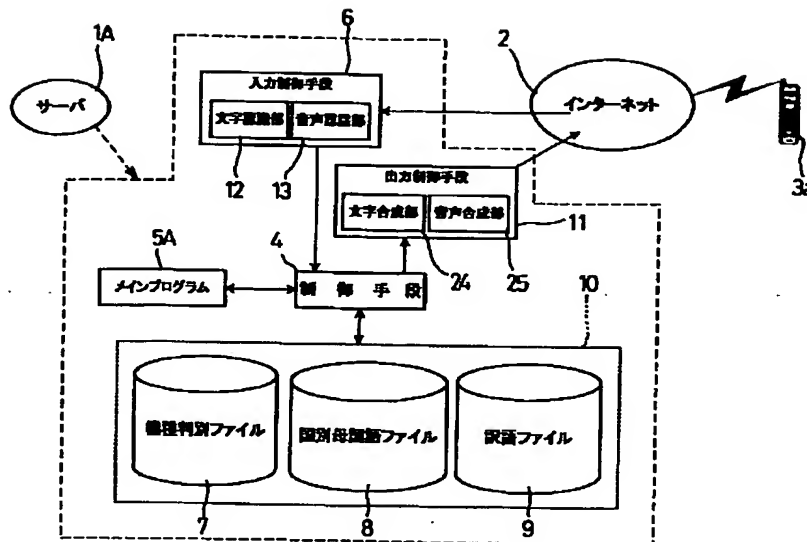 1A
サーバ
6
入力制御手段
文字認識部
音声認識部
12
13
2
インターネット
3a
出力制御手段
文字合成部
音声合成部
11
24
25
5A
メインプログラム
4
制御手段
10
機種判別ファイル
国別母国語ファイル
訳語ファイル
7
8
9